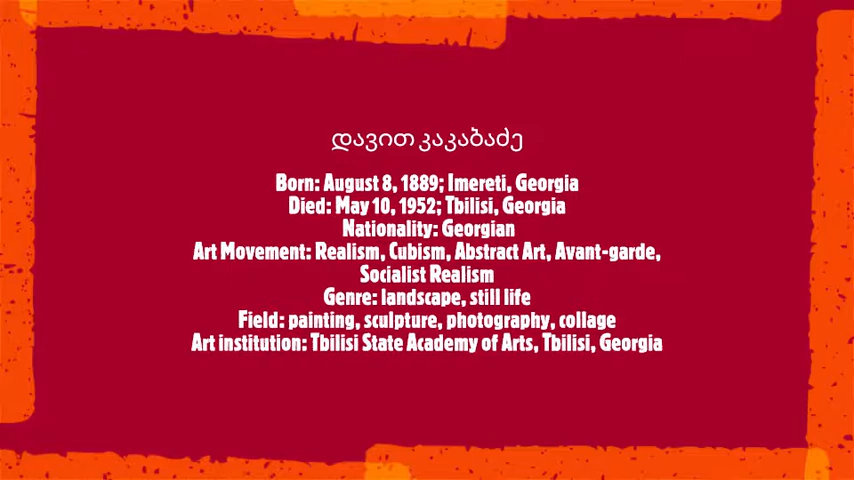 დავით კაკაბაძე
Born: August 8, 1889; Imereti, Georgia
Died: May 10, 1952; Tbilisi, Georgia
Nationality: Georgian
Art Movement: Realism, Cubism, Abstract Art, Avant-garde,
Socialist Realism
Genre: landscape, still life
Field: painting, sculpture, photography, collage
Art institution: Tbilisi State Academy of Arts, Tbilisi, Georgia